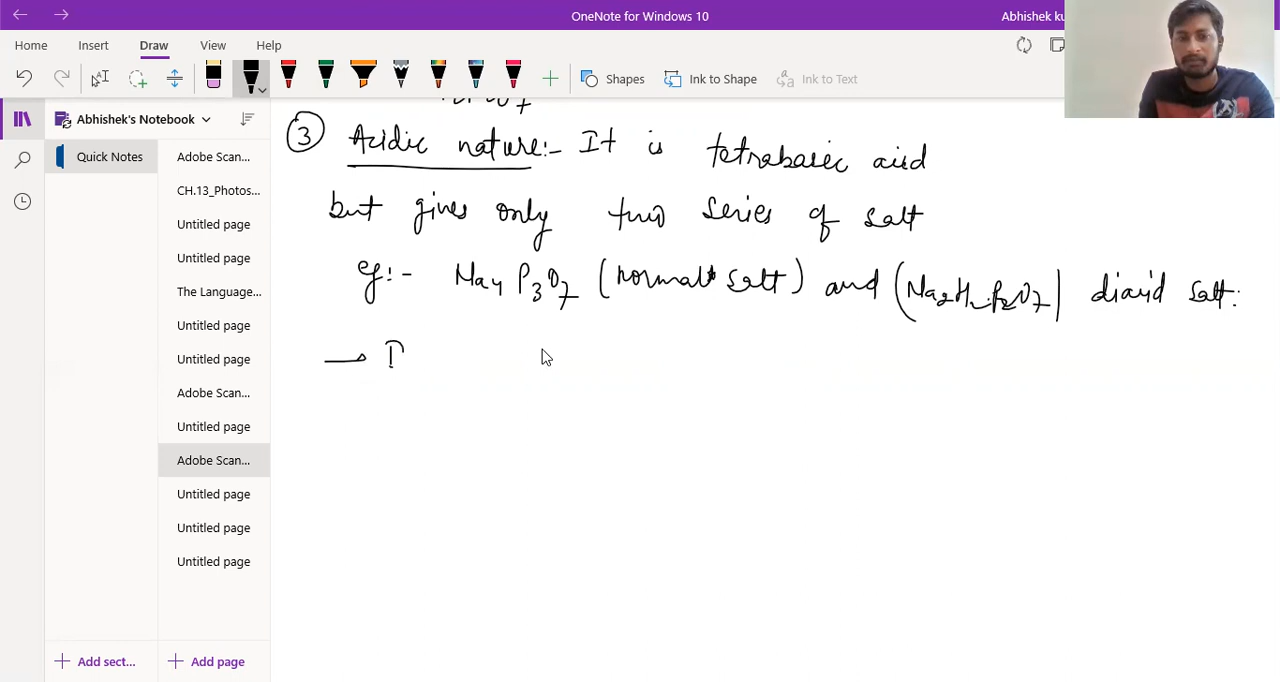 OneNote for Windows 10
Abhishek ku
Home Insert Draw View Help
Shapes Ink to Shape Ink to Text
Abhishek's Notebook
Quick Notes
Adobe Scan...
CH.13_Photos...
Untitled page
Untitled page
The Language...
Untitled page
Untitled page
Adobe Scan...
Untitled page
Adobe Scan...
Untitled page
Untitled page
Untitled page
Add sect...
Add page
③ Acidic nature:- It is tetrabasic acid
but gives only two series of salt
eg:- Na4 P3O7 (normal salt) and (Na2H2P2O7) diacid salt:
→